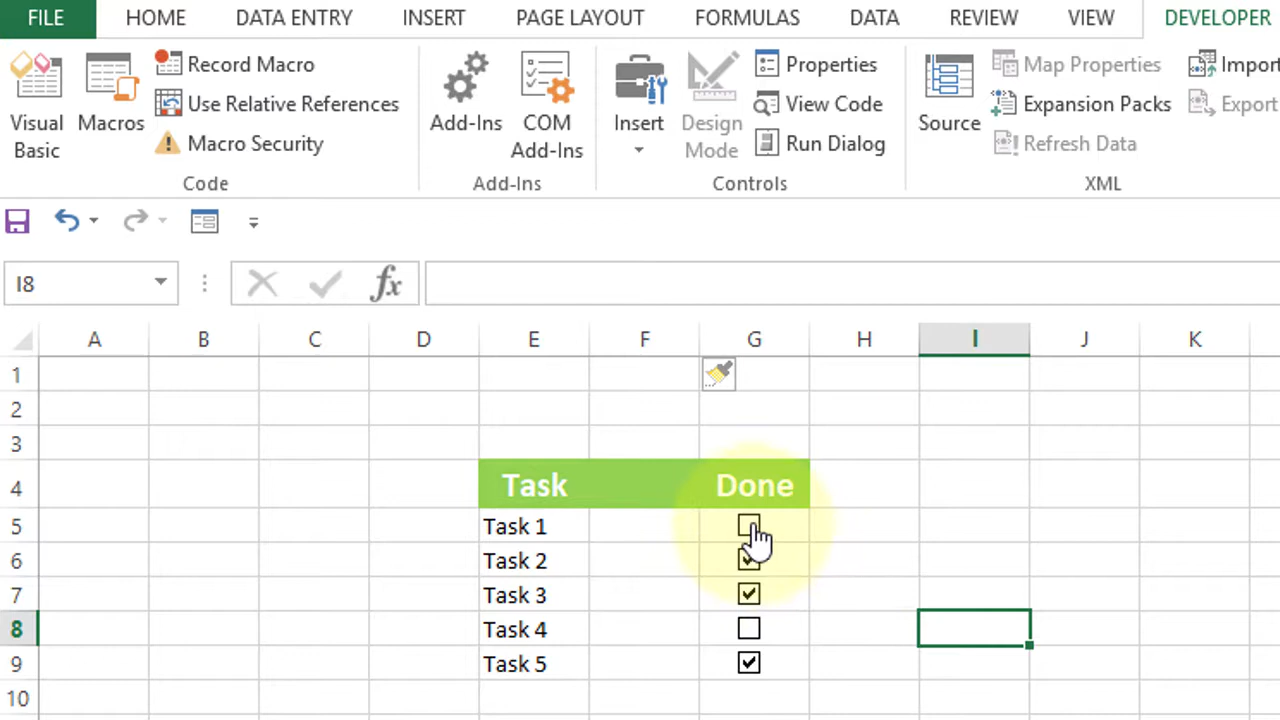 FILE HOME DATA ENTRY INSERT PAGE LAYOUT FORMULAS DATA REVIEW VIEW DEVELOPER
Visual Basic
Macros
Record Macro
Use Relative References
Macro Security
Code
Add-Ins
COM Add-Ins
Add-Ins
Insert
Design Mode
Properties
View Code
Run Dialog
Controls
Source
Map Properties
Expansion Packs
Refresh Data
Import
Export
XML
I8
fx
A B C D E F G H I J K
1
2
3
4 Task Done
5 Task 1
6 Task 2
7 Task 3
8 Task 4
9 Task 5
10